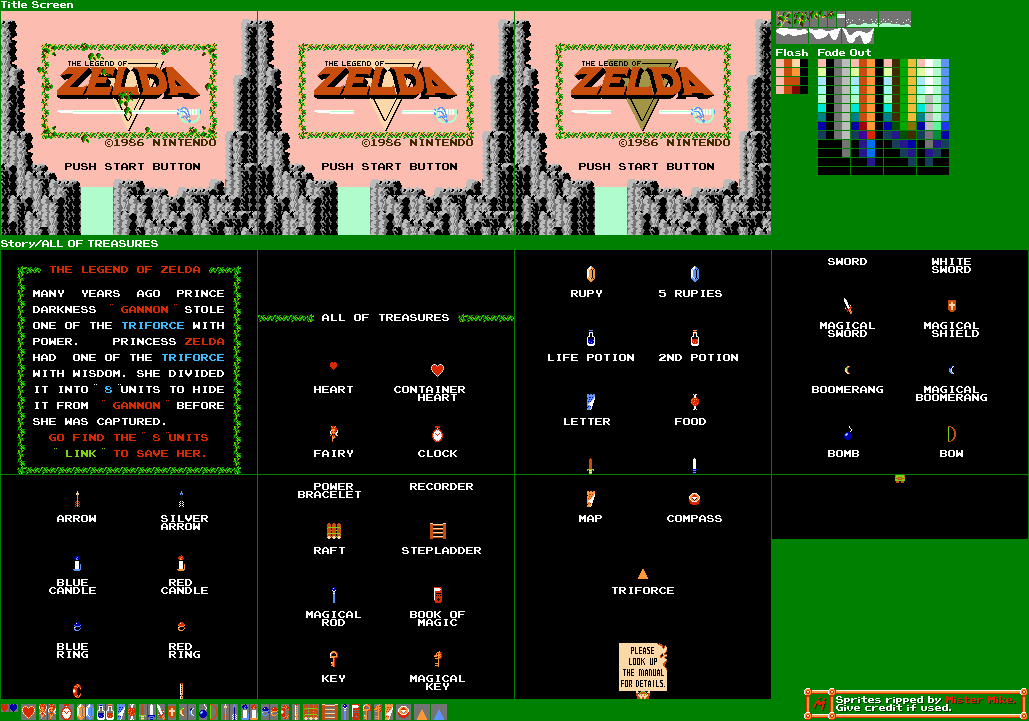 Title Screen
THE LEGEND OF
ZELDA
©1986 NINTENDO
PUSH START BUTTON
THE LEGEND OF
ZELDA
©1986 NINTENDO
PUSH START BUTTON
THE LEGEND OF
ZELDA
©1986 NINTENDO
PUSH START BUTTON
Flash Fade Out
Story/ALL OF TREASURES
THE LEGEND OF ZELDA
MANY YEARS AGO PRINCE
DARKNESS "GANNON" STOLE
ONE OF THE TRIFORCE WITH
POWER. PRINCESS ZELDA
HAD ONE OF THE TRIFORCE
WITH WISDOM. SHE DIVIDED
IT INTO "8"UNITS TO HIDE
IT FROM "GANNON" BEFORE
SHE WAS CAPTURED.
GO FIND THE "8"UNITS
"LINK" TO SAVE HER.
ALL OF TREASURES
HEART
CONTAINER
HEART
FAIRY
CLOCK
RUPY
5 RUPIES
LIFE POTION
2ND POTION
LETTER
FOOD
SWORD
WHITE
SWORD
MAGICAL
SWORD
MAGICAL
SHIELD
BOOMERANG
MAGICAL
BOOMERANG
BOMB
BOW
ARROW
SILVER
ARROW
BLUE
CANDLE
RED
CANDLE
BLUE
RING
RED
RING
POWER
BRACELET
RECORDER
RAFT
STEPLADDER
MAGICAL
ROD
BOOK OF
MAGIC
KEY
MAGICAL
KEY
MAP
COMPASS
TRIFORCE
PLEASE
LOOK UP
THE MANUAL
FOR DETAILS.
M
Sprites ripped by Mister Mike.
Give credit if used.